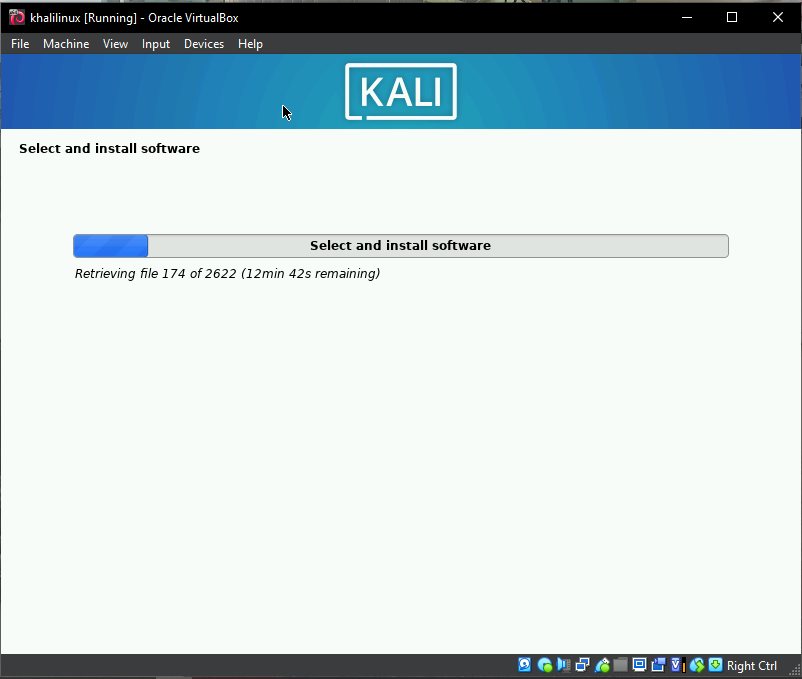 khalilinux [Running] - Oracle VirtualBox
File Machine View Input Devices Help
KALI
Select and install software
Select and install software
Retrieving file 174 of 2622 (12min 42s remaining)
Right Ctrl